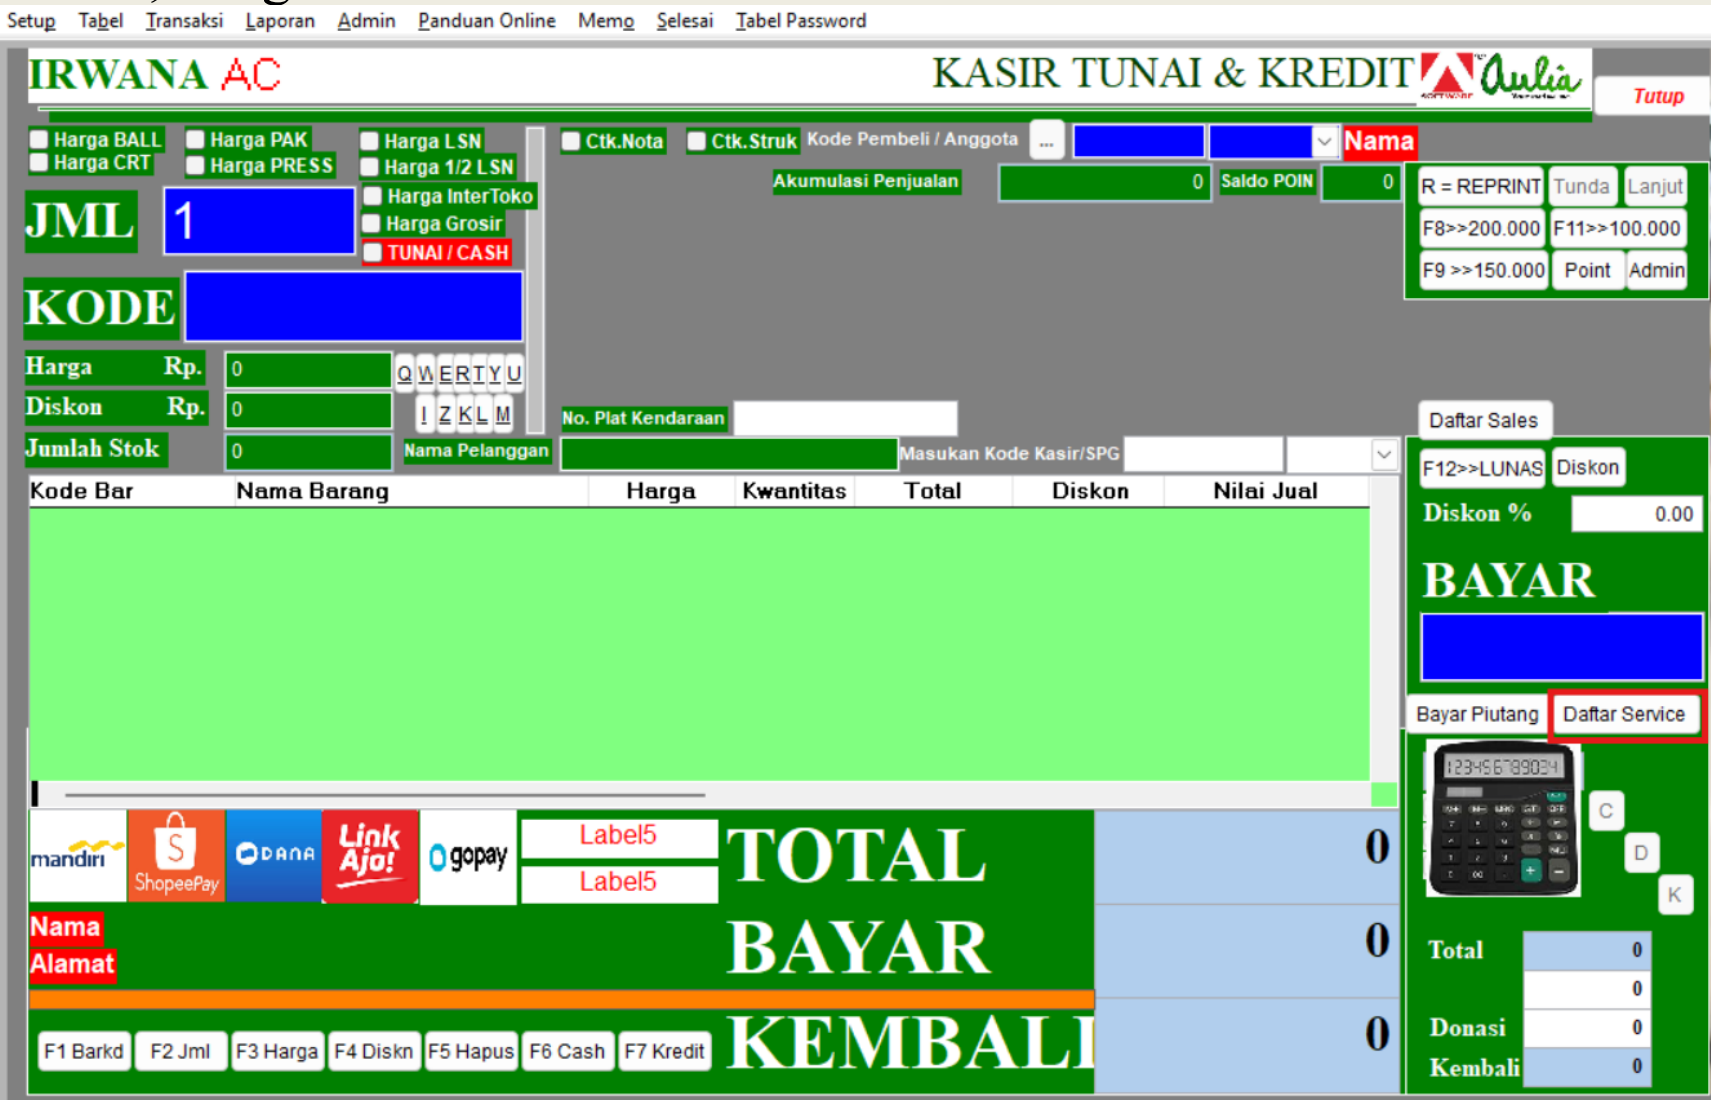 Setup Tabel Transaksi Laporan Admin Panduan Online Memo Selesai Tabel Password
IRWANA AC
KASIR TUNAI & KREDIT
SOFTWARE
Aulia
Tutup
Harga BALL Harga PAK Harga LSN
Harga CRT Harga PRESS Harga 1/2 LSN
Harga InterToko
Harga Grosir
TUNAI / CASH
Ctk.Nota Ctk.Struk Kode Pembeli / Anggota ... Nama
Akumulasi Penjualan 0 Saldo POIN 0
R = REPRINT Tunda Lanjut
F8>>200.000 F11>>100.000
F9 >>150.000 Point Admin
JML 1
KODE
Harga Rp. 0
Diskon Rp. 0
Jumlah Stok 0
Q W E R T Y U
I Z K L M
No. Plat Kendaraan
Nama Pelanggan
Masukan Kode Kasir/SPG
Daftar Sales
F12>>LUNAS Diskon
Diskon % 0.00
Kode Bar Nama Barang Harga Kwantitas Total Diskon Nilai Jual
BAYAR
Bayar Piutang Daftar Service
mandiri
S
ShopeePay
DANA
Link
Aja!
gopay
Label5
Label5
TOTAL 0
BAYAR 0
KEMBALI 0
Nama
Alamat
F1 Barkd F2 Jml F3 Harga F4 Diskn F5 Hapus F6 Cash F7 Kredit
C
D
K
Total 0
0
Donasi 0
Kembali 0